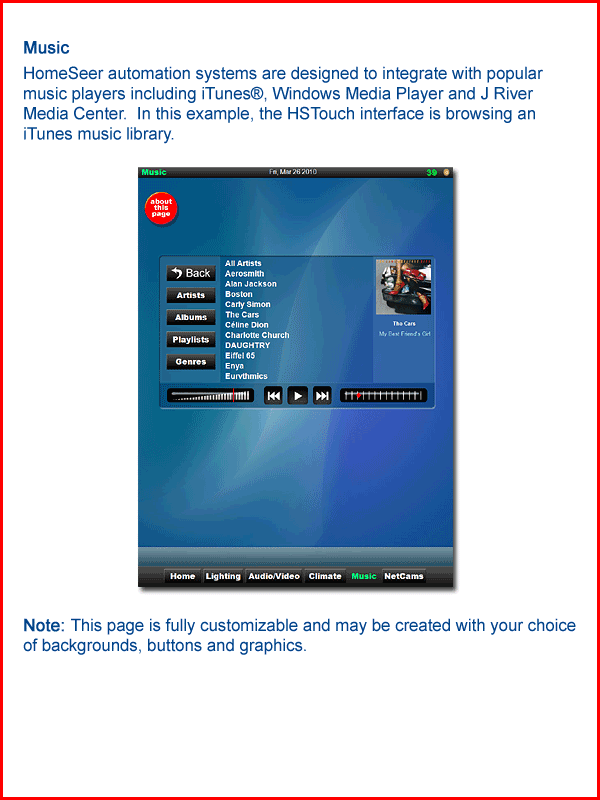 Music
HomeSeer automation systems are designed to integrate with popular
music players including iTunes®, Windows Media Player and J River
Media Center. In this example, the HSTouch interface is browsing an
iTunes music library.
Music Fri, Mar 26 2010 39
about
this
page
Back
Artists
Albums
Playlists
Genres
All Artists
Aerosmith
Alan Jackson
Boston
Carly Simon
The Cars
Céline Dion
Charlotte Church
DAUGHTRY
Eiffel 65
Enya
Eurythmics
The Cars
My Best Friend's Girl
Home Lighting Audio/Video Climate Music NetCams
Note: This page is fully customizable and may be created with your choice
of backgrounds, buttons and graphics.